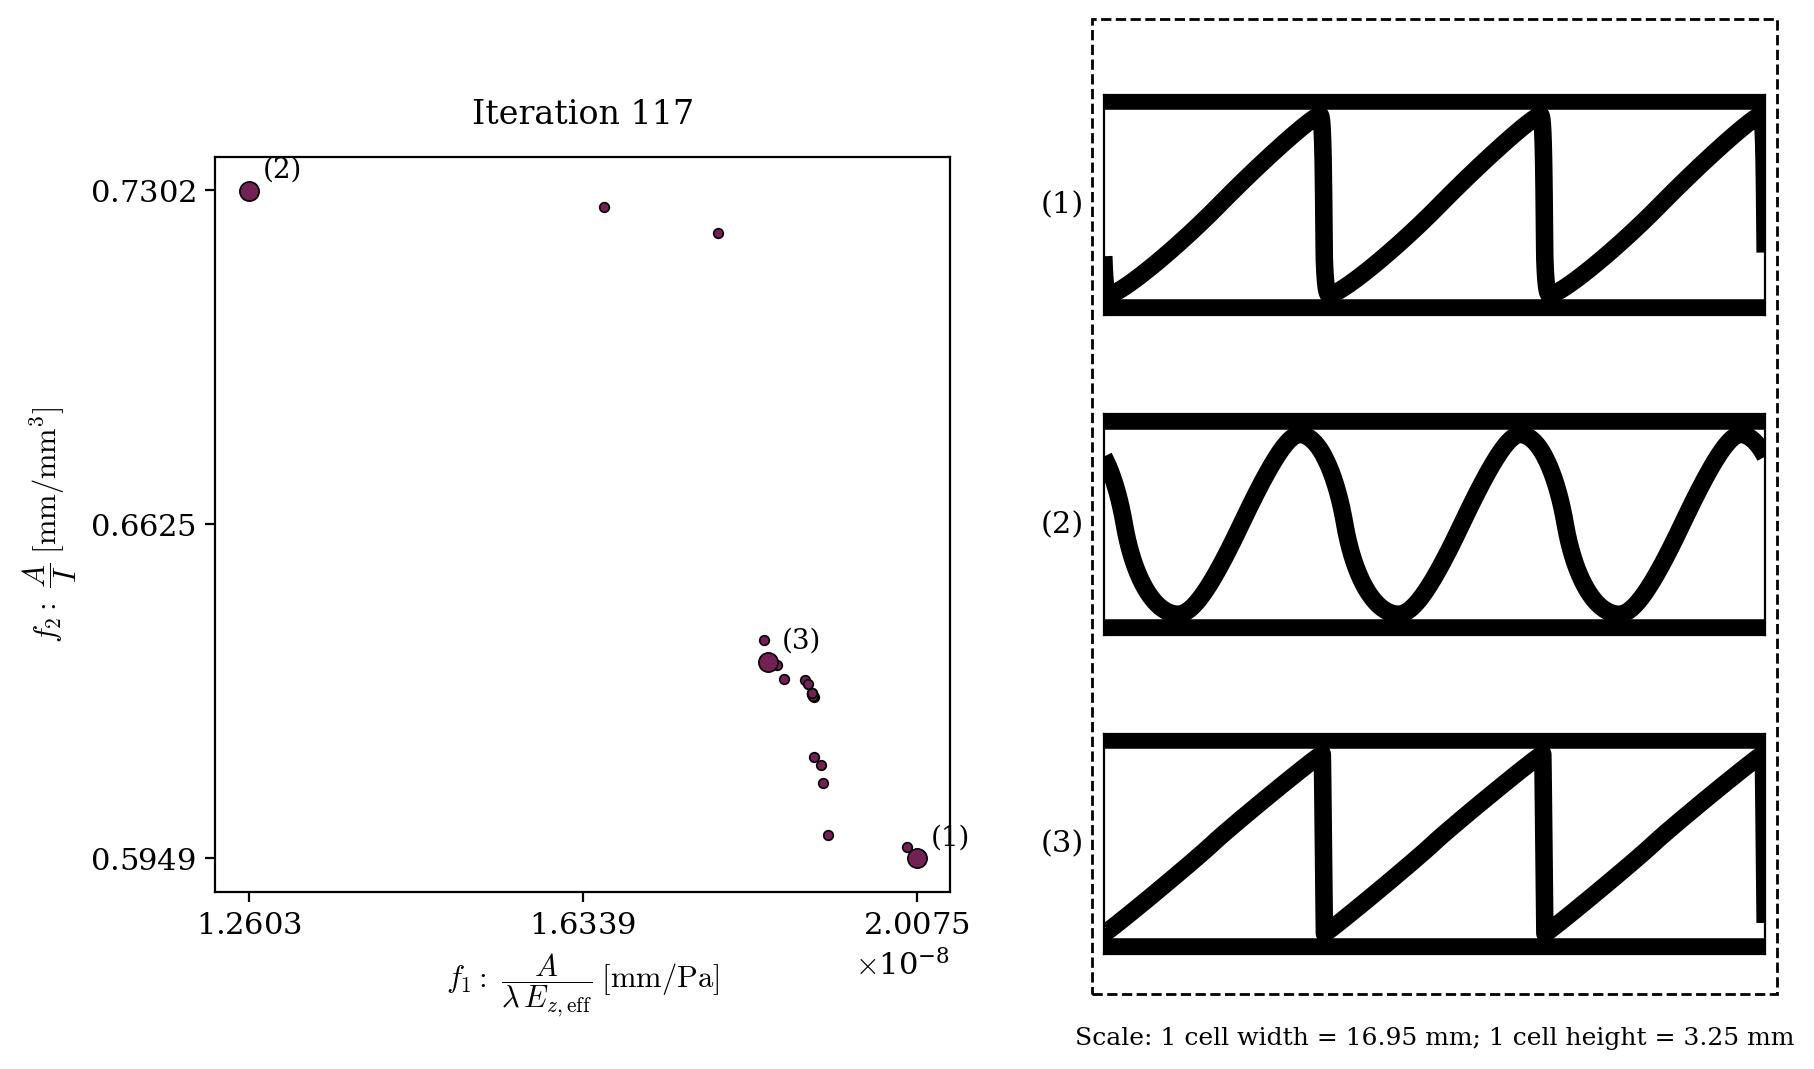 Iteration 117
(2)
0.7302
0.6625
0.5949
(3)
(1)
f₂ : A/I [mm/mm³]
1.2603 1.6339 2.0075
×10⁻⁸
f₁ : A/(λ E_z,eff) [mm/Pa]
(1)
(2)
(3)
Scale: 1 cell width = 16.95 mm; 1 cell height = 3.25 mm